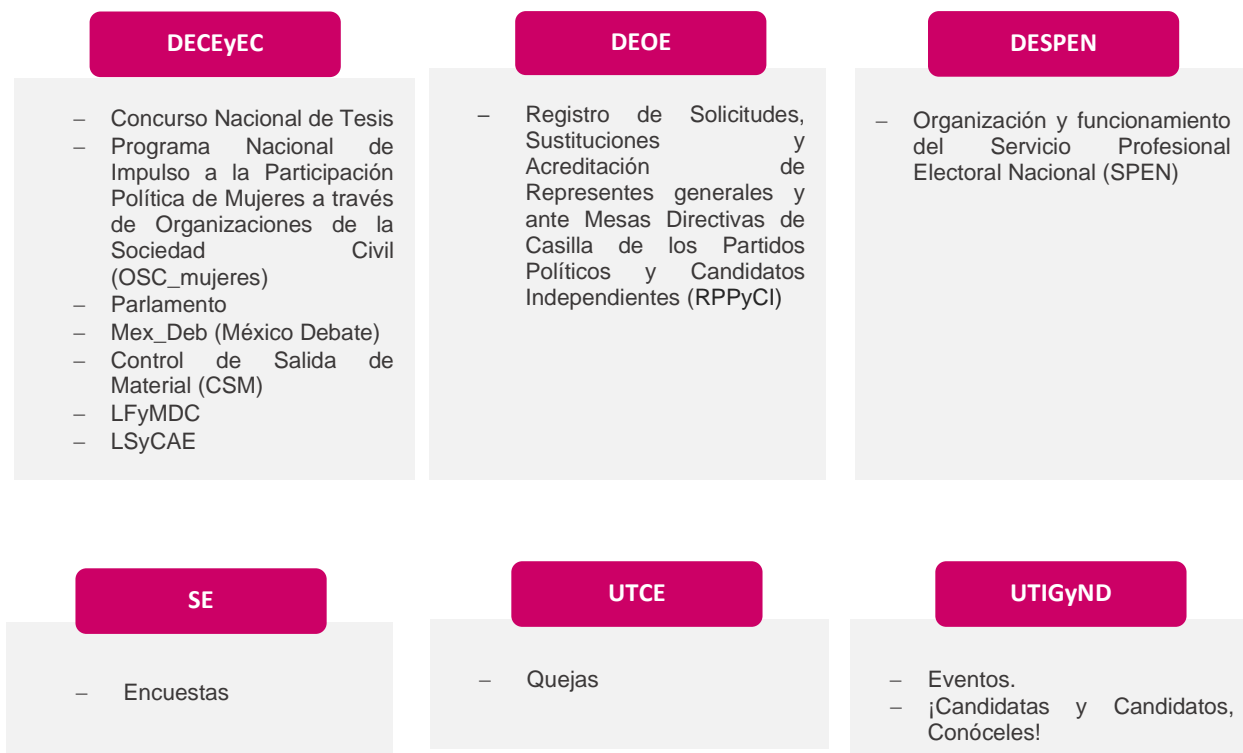 DECEyEC
– Concurso Nacional de Tesis
– Programa Nacional de
Impulso a la Participación
Política de Mujeres a través
de Organizaciones de la
Sociedad Civil
(OSC_mujeres)
– Parlamento
– Mex_Deb (México Debate)
– Control de Salida de
Material (CSM)
– LFyMDC
– LSyCAE
DEOE
– Registro de Solicitudes,
Sustituciones y
Acreditación de
Representes generales y
ante Mesas Directivas de
Casilla de los Partidos
Políticos y Candidatos
Independientes (RPPyCI)
DESPEN
– Organización y funcionamiento
del Servicio Profesional
Electoral Nacional (SPEN)
SE
– Encuestas
UTCE
– Quejas
UTIGyND
– Eventos.
– ¡Candidatas y Candidatos,
Conóceles!